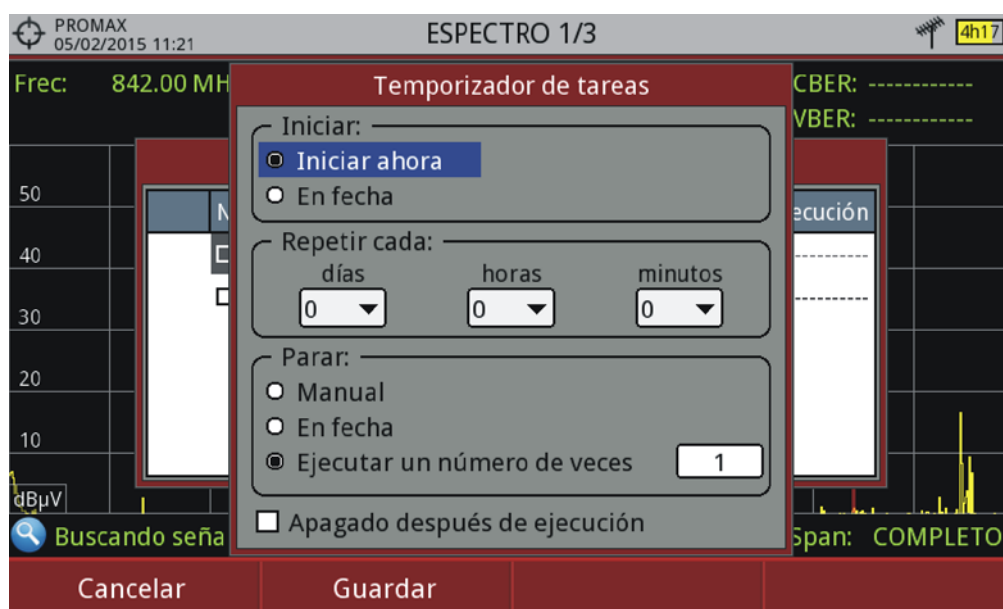 PROMAX
05/02/2015 11:21
ESPECTRO 1/3
4h17
Frec: 842.00 MH
CBER: ------------
VBER: ------------
Temporizador de tareas
Iniciar:
Iniciar ahora
En fecha
Repetir cada:
días horas minutos
0 0 0
Parar:
Manual
En fecha
Ejecutar un número de veces 1
Apagado después de ejecución
N
ecución
50
40
30
20
10
dBµV
Buscando seña
Span: COMPLETO
Cancelar Guardar